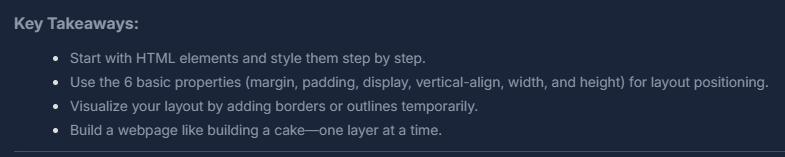 Key Takeaways:
Start with HTML elements and style them step by step.
Use the 6 basic properties (margin, padding, display, vertical-align, width, and height) for layout positioning.
Visualize your layout by adding borders or outlines temporarily.
Build a webpage like building a cake—one layer at a time.